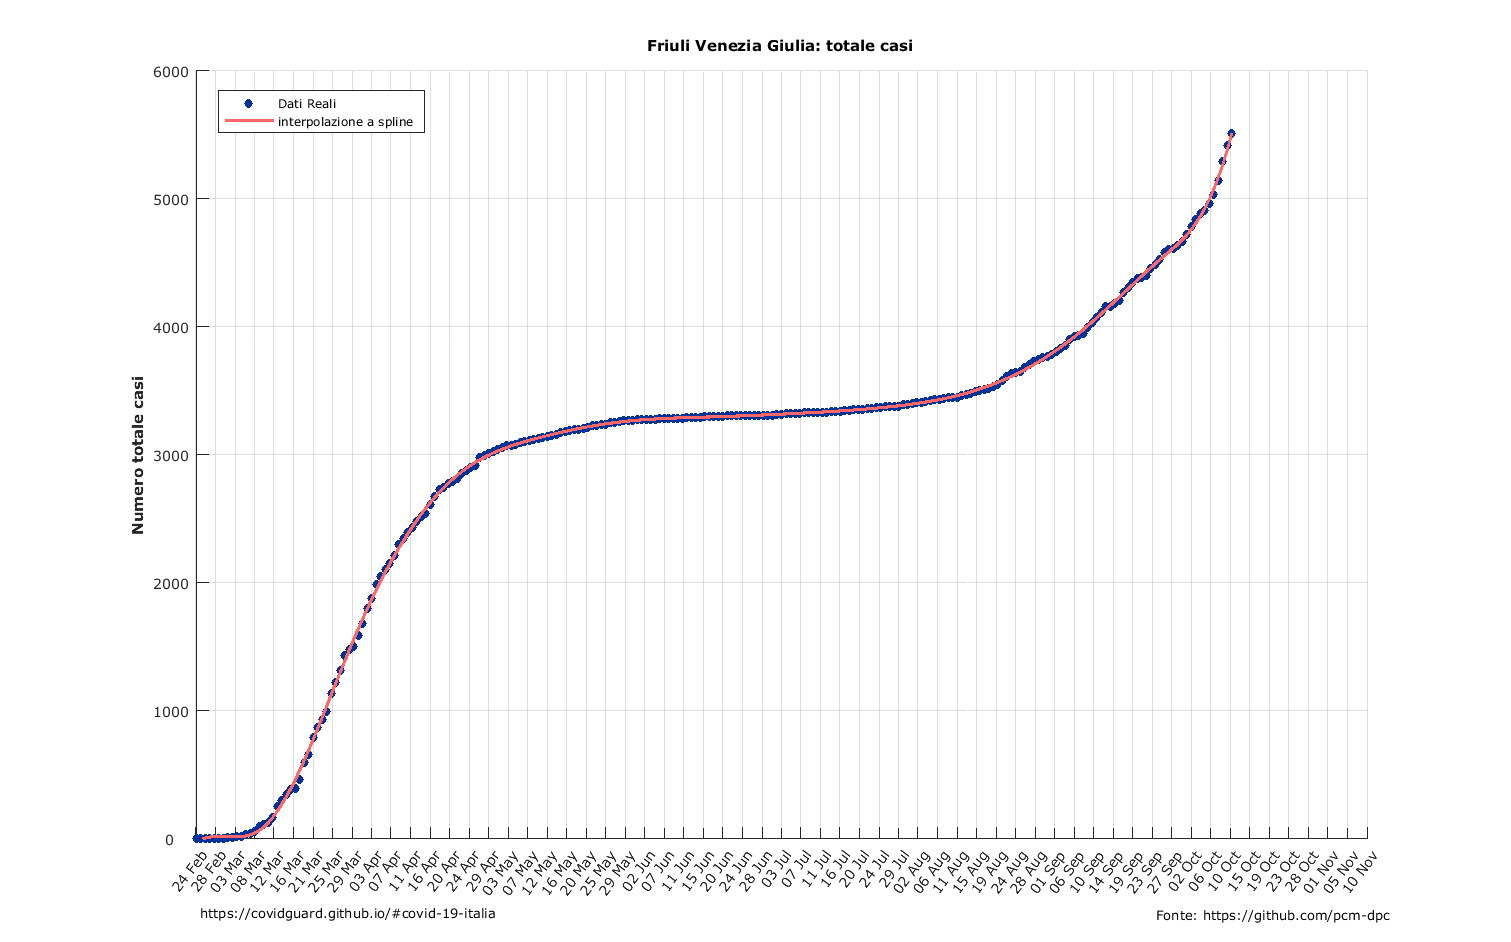 Friuli Venezia Giulia: totale casi
6000
5000
4000
3000
2000
1000
0
Numero totale casi
Dati Reali
interpolazione a spline
24 Feb
28 Feb
03 Mar
08 Mar
12 Mar
16 Mar
21 Mar
25 Mar
29 Mar
03 Apr
07 Apr
11 Apr
16 Apr
20 Apr
24 Apr
29 Apr
03 May
07 May
12 May
16 May
20 May
25 May
29 May
02 Jun
07 Jun
11 Jun
15 Jun
20 Jun
24 Jun
28 Jun
03 Jul
07 Jul
11 Jul
16 Jul
20 Jul
24 Jul
29 Jul
02 Aug
06 Aug
11 Aug
15 Aug
19 Aug
24 Aug
28 Aug
01 Sep
06 Sep
10 Sep
14 Sep
19 Sep
23 Sep
27 Sep
02 Oct
06 Oct
10 Oct
15 Oct
19 Oct
23 Oct
28 Oct
01 Nov
05 Nov
10 Nov
https://covidguard.github.io/#covid-19-italia
Fonte: https://github.com/pcm-dpc